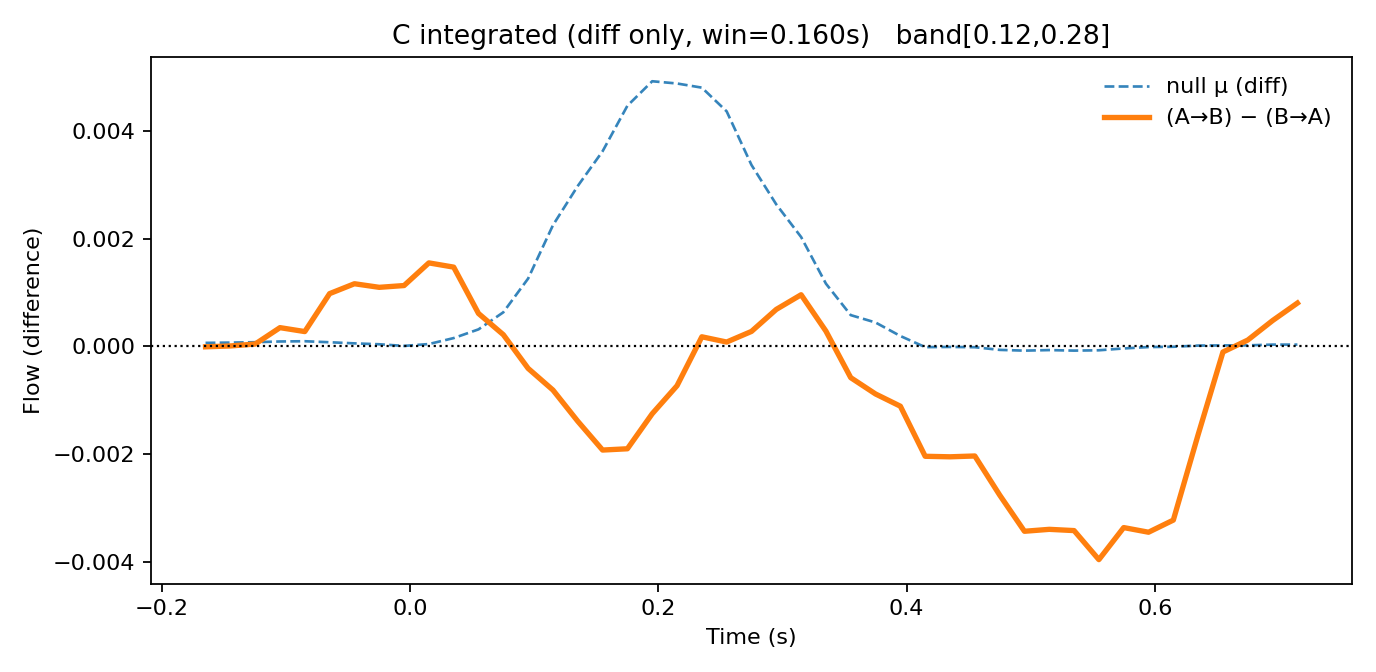 C integrated (diff only, win=0.160s)   band[0.12,0.28]
null μ (diff)
(A→B) − (B→A)
Flow (difference)
0.004
0.002
0.000
−0.002
−0.004
−0.2
0.0
0.2
0.4
0.6
Time (s)